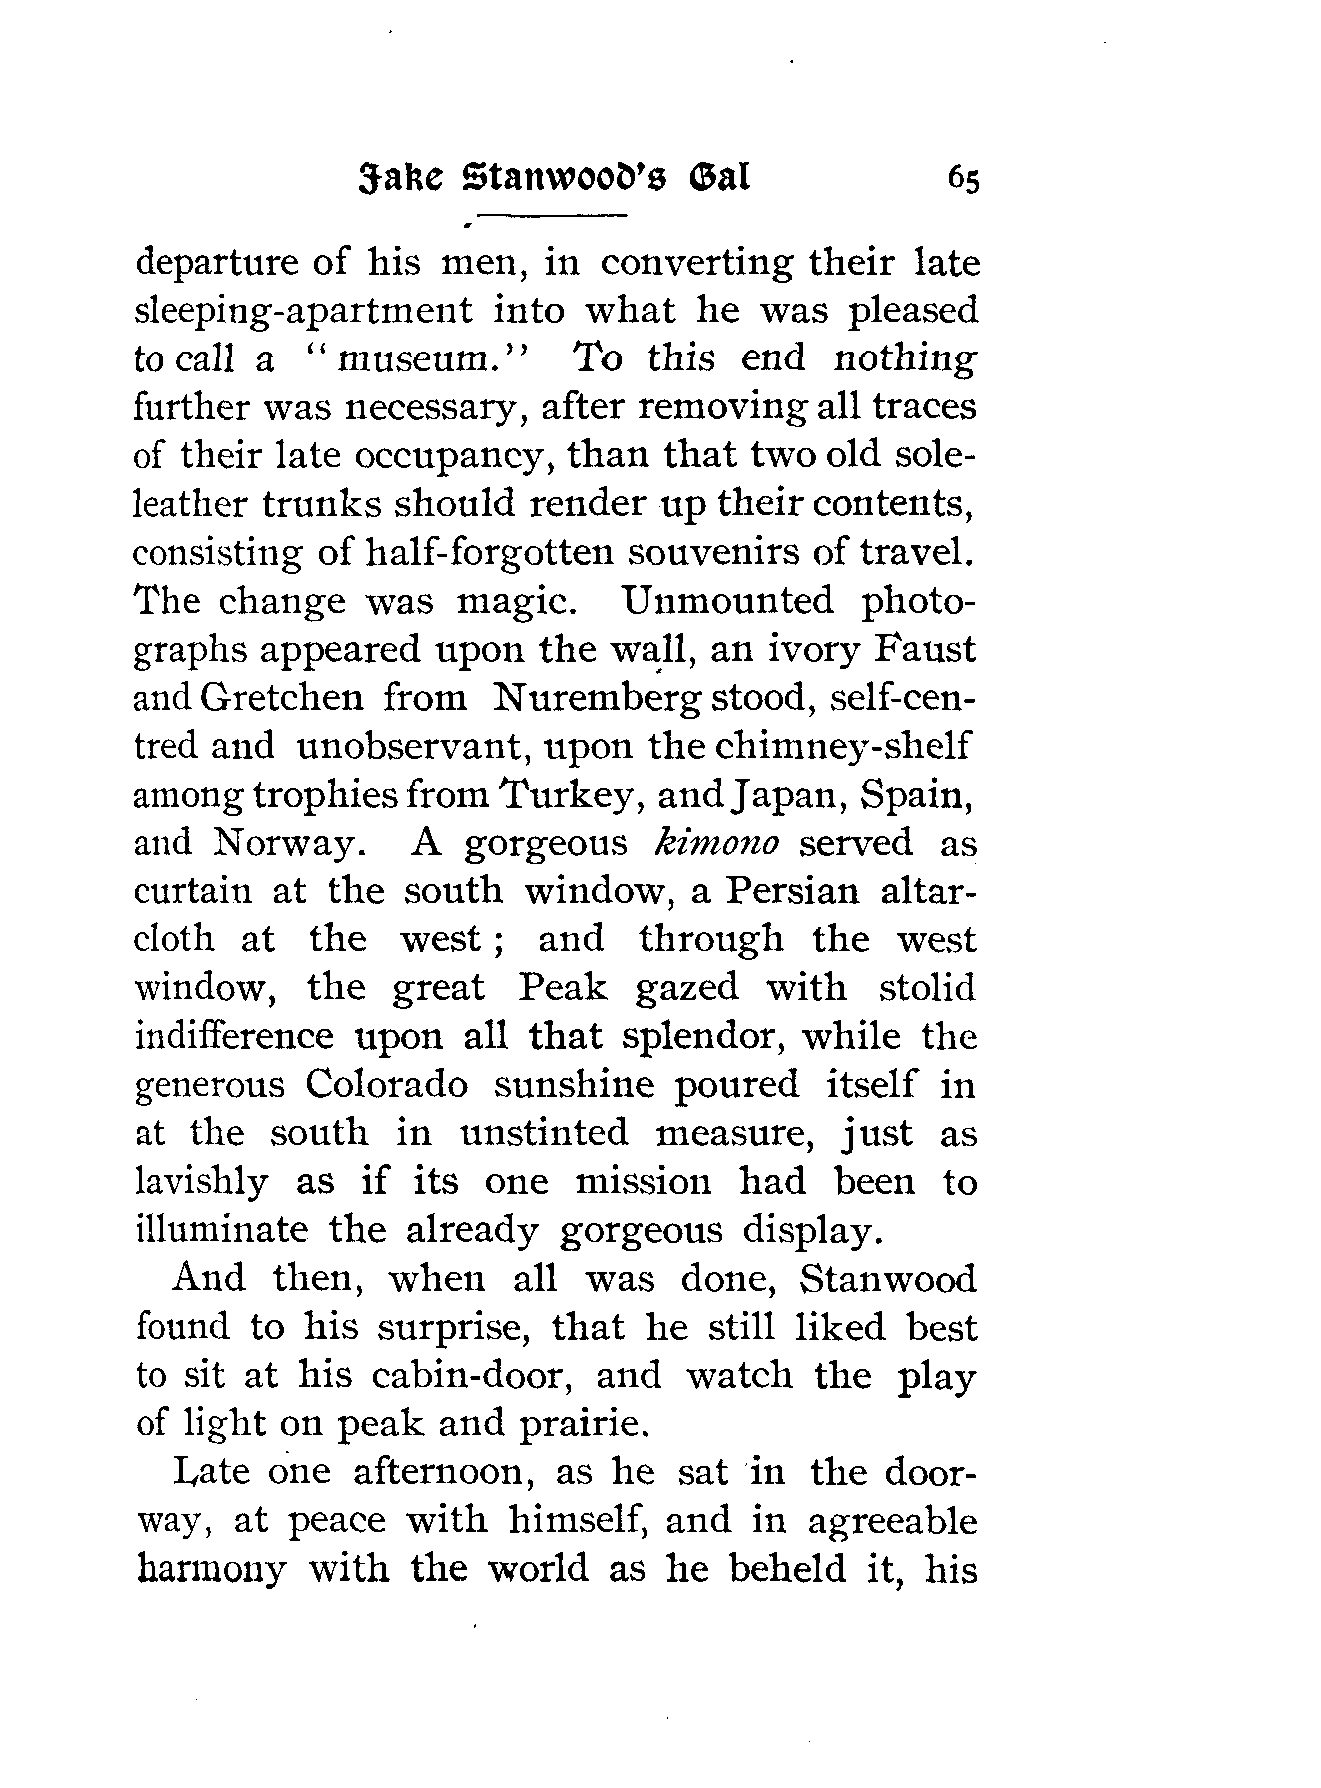 Jake Stanwood's Gal 65
departure of his men, in converting their late
sleeping-apartment into what he was pleased
to call a "museum." To this end nothing
further was necessary, after removing all traces
of their late occupancy, than that two old sole-
leather trunks should render up their contents,
consisting of half-forgotten souvenirs of travel.
The change was magic. Unmounted photo-
graphs appeared upon the wall, an ivory Faust
and Gretchen from Nuremberg stood, self-cen-
tred and unobservant, upon the chimney-shelf
among trophies from Turkey, and Japan, Spain,
and Norway. A gorgeous kimono served as
curtain at the south window, a Persian altar-
cloth at the west; and through the west
window, the great Peak gazed with stolid
indifference upon all that splendor, while the
generous Colorado sunshine poured itself in
at the south in unstinted measure, just as
lavishly as if its one mission had been to
illuminate the already gorgeous display.
And then, when all was done, Stanwood
found to his surprise, that he still liked best
to sit at his cabin-door, and watch the play
of light on peak and prairie.
Late one afternoon, as he sat in the door-
way, at peace with himself, and in agreeable
harmony with the world as he beheld it, his